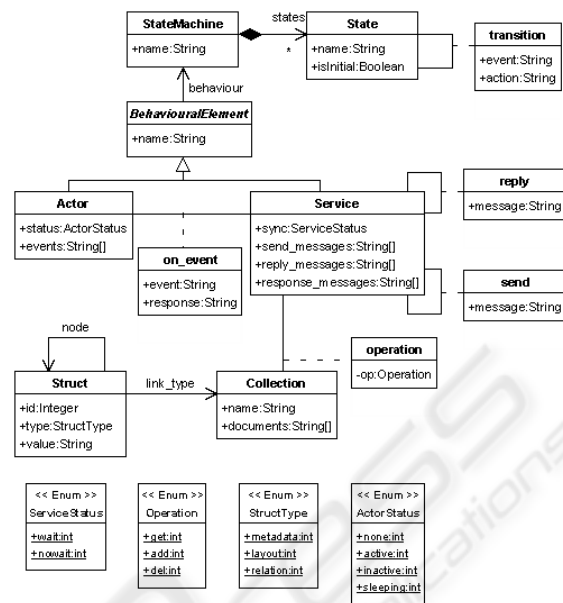 StateMachine
+name:String
states
*
State
+name:String
+isInitial:Boolean
transition
+event:String
+action:String
behaviour
BehaviouralElement
+name:String
Actor
+status:ActorStatus
+events:String[]
Service
+sync:ServiceStatus
+send_messages:String[]
+reply_messages:String[]
+response_messages:String[]
reply
+message:String
on_event
+event:String
+response:String
send
+message:String
node
operation
-op:Operation
Struct
+id:Integer
+type:StructType
+value:String
link_type
Collection
+name:String
+documents:String[]
<< Enum >>
ServiceStatus
+wait:int
+nowait:int
<< Enum >>
Operation
+get:int
+add:int
+del:int
<< Enum >>
StructType
+metadata:int
+layout:int
+relation:int
<< Enum >>
ActorStatus
+none:int
+active:int
+inactive:int
+sleeping:int